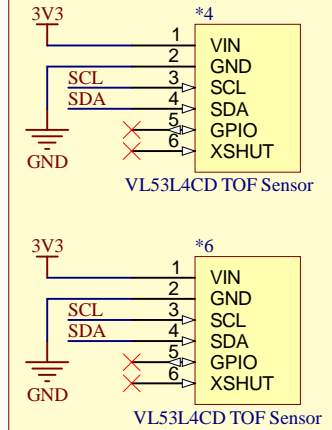 3V3
*4
1 VIN
2 GND
SCL 3 SCL
SDA 4 SDA
5 GPIO
6 XSHUT
GND
VL53L4CD TOF Sensor
3V3
*6
1 VIN
2 GND
SCL 3 SCL
SDA 4 SDA
5 GPIO
6 XSHUT
GND
VL53L4CD TOF Sensor